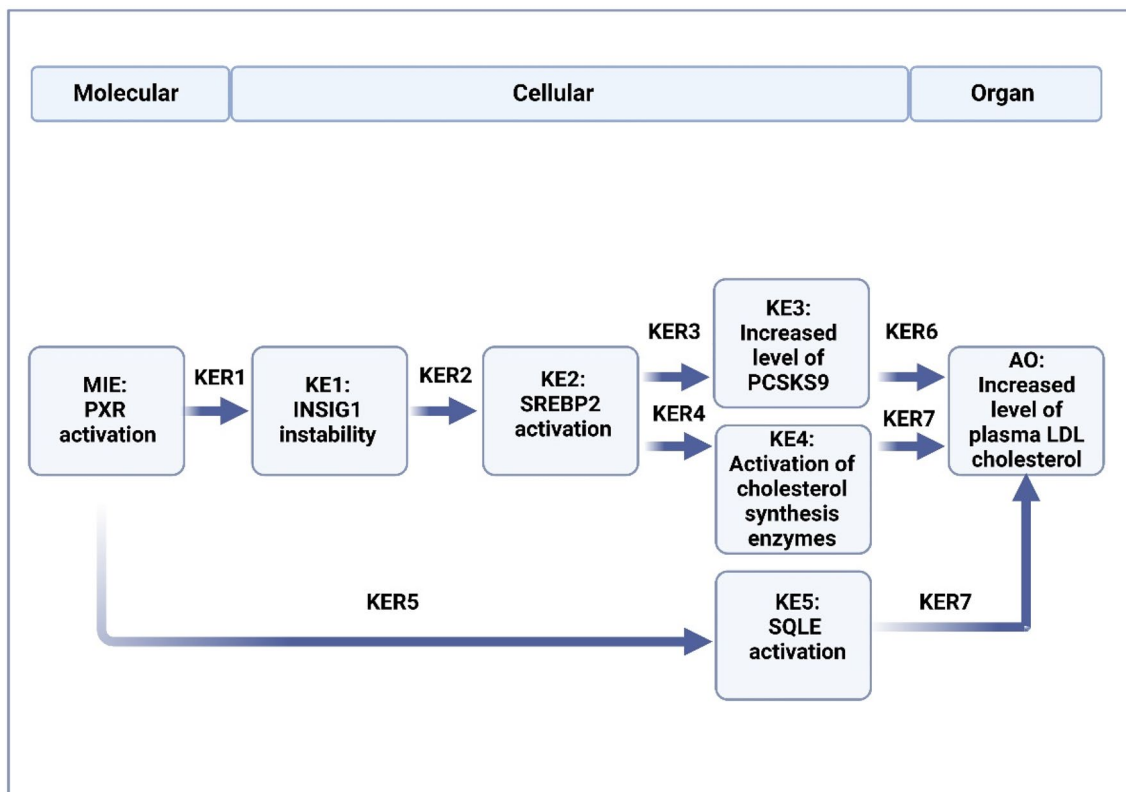 Molecular
Cellular
Organ
MIE:
PXR
activation
KER1
KE1:
INSIG1
instability
KER2
KE2:
SREBP2
activation
KER3
KER4
KE3:
Increased
level of
PCSKS9
KE4:
Activation of
cholesterol
synthesis
enzymes
KER6
KER7
AO:
Increased
level of
plasma LDL
cholesterol
KER5
KE5:
SQLE
activation
KER7